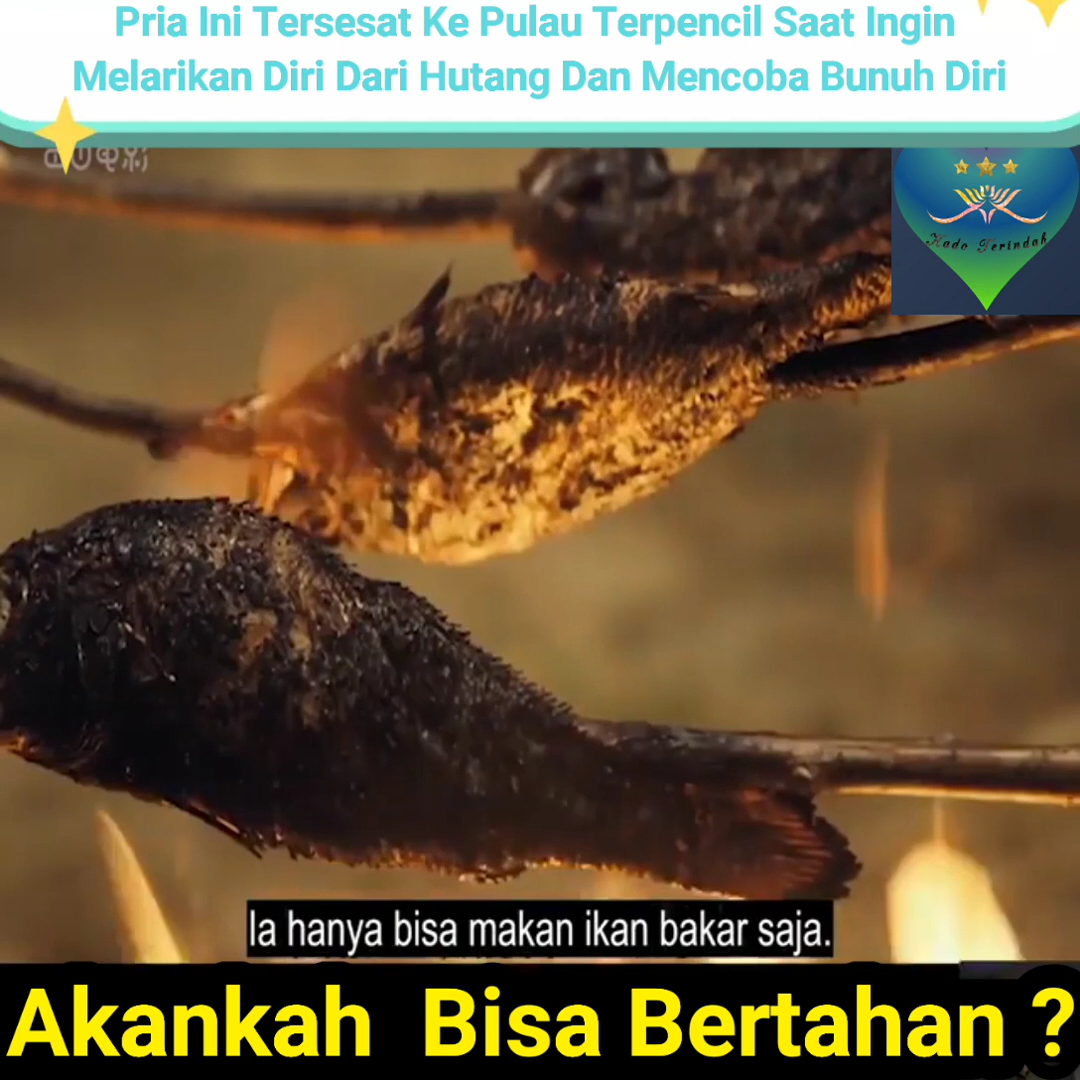 Pria Ini Tersesat Ke Pulau Terpencil Saat Ingin
Melarikan Diri Dari Hutang Dan Mencoba Bunuh Diri
Kado Terindah
Ia hanya bisa makan ikan bakar saja.
Akankah Bisa Bertahan ?